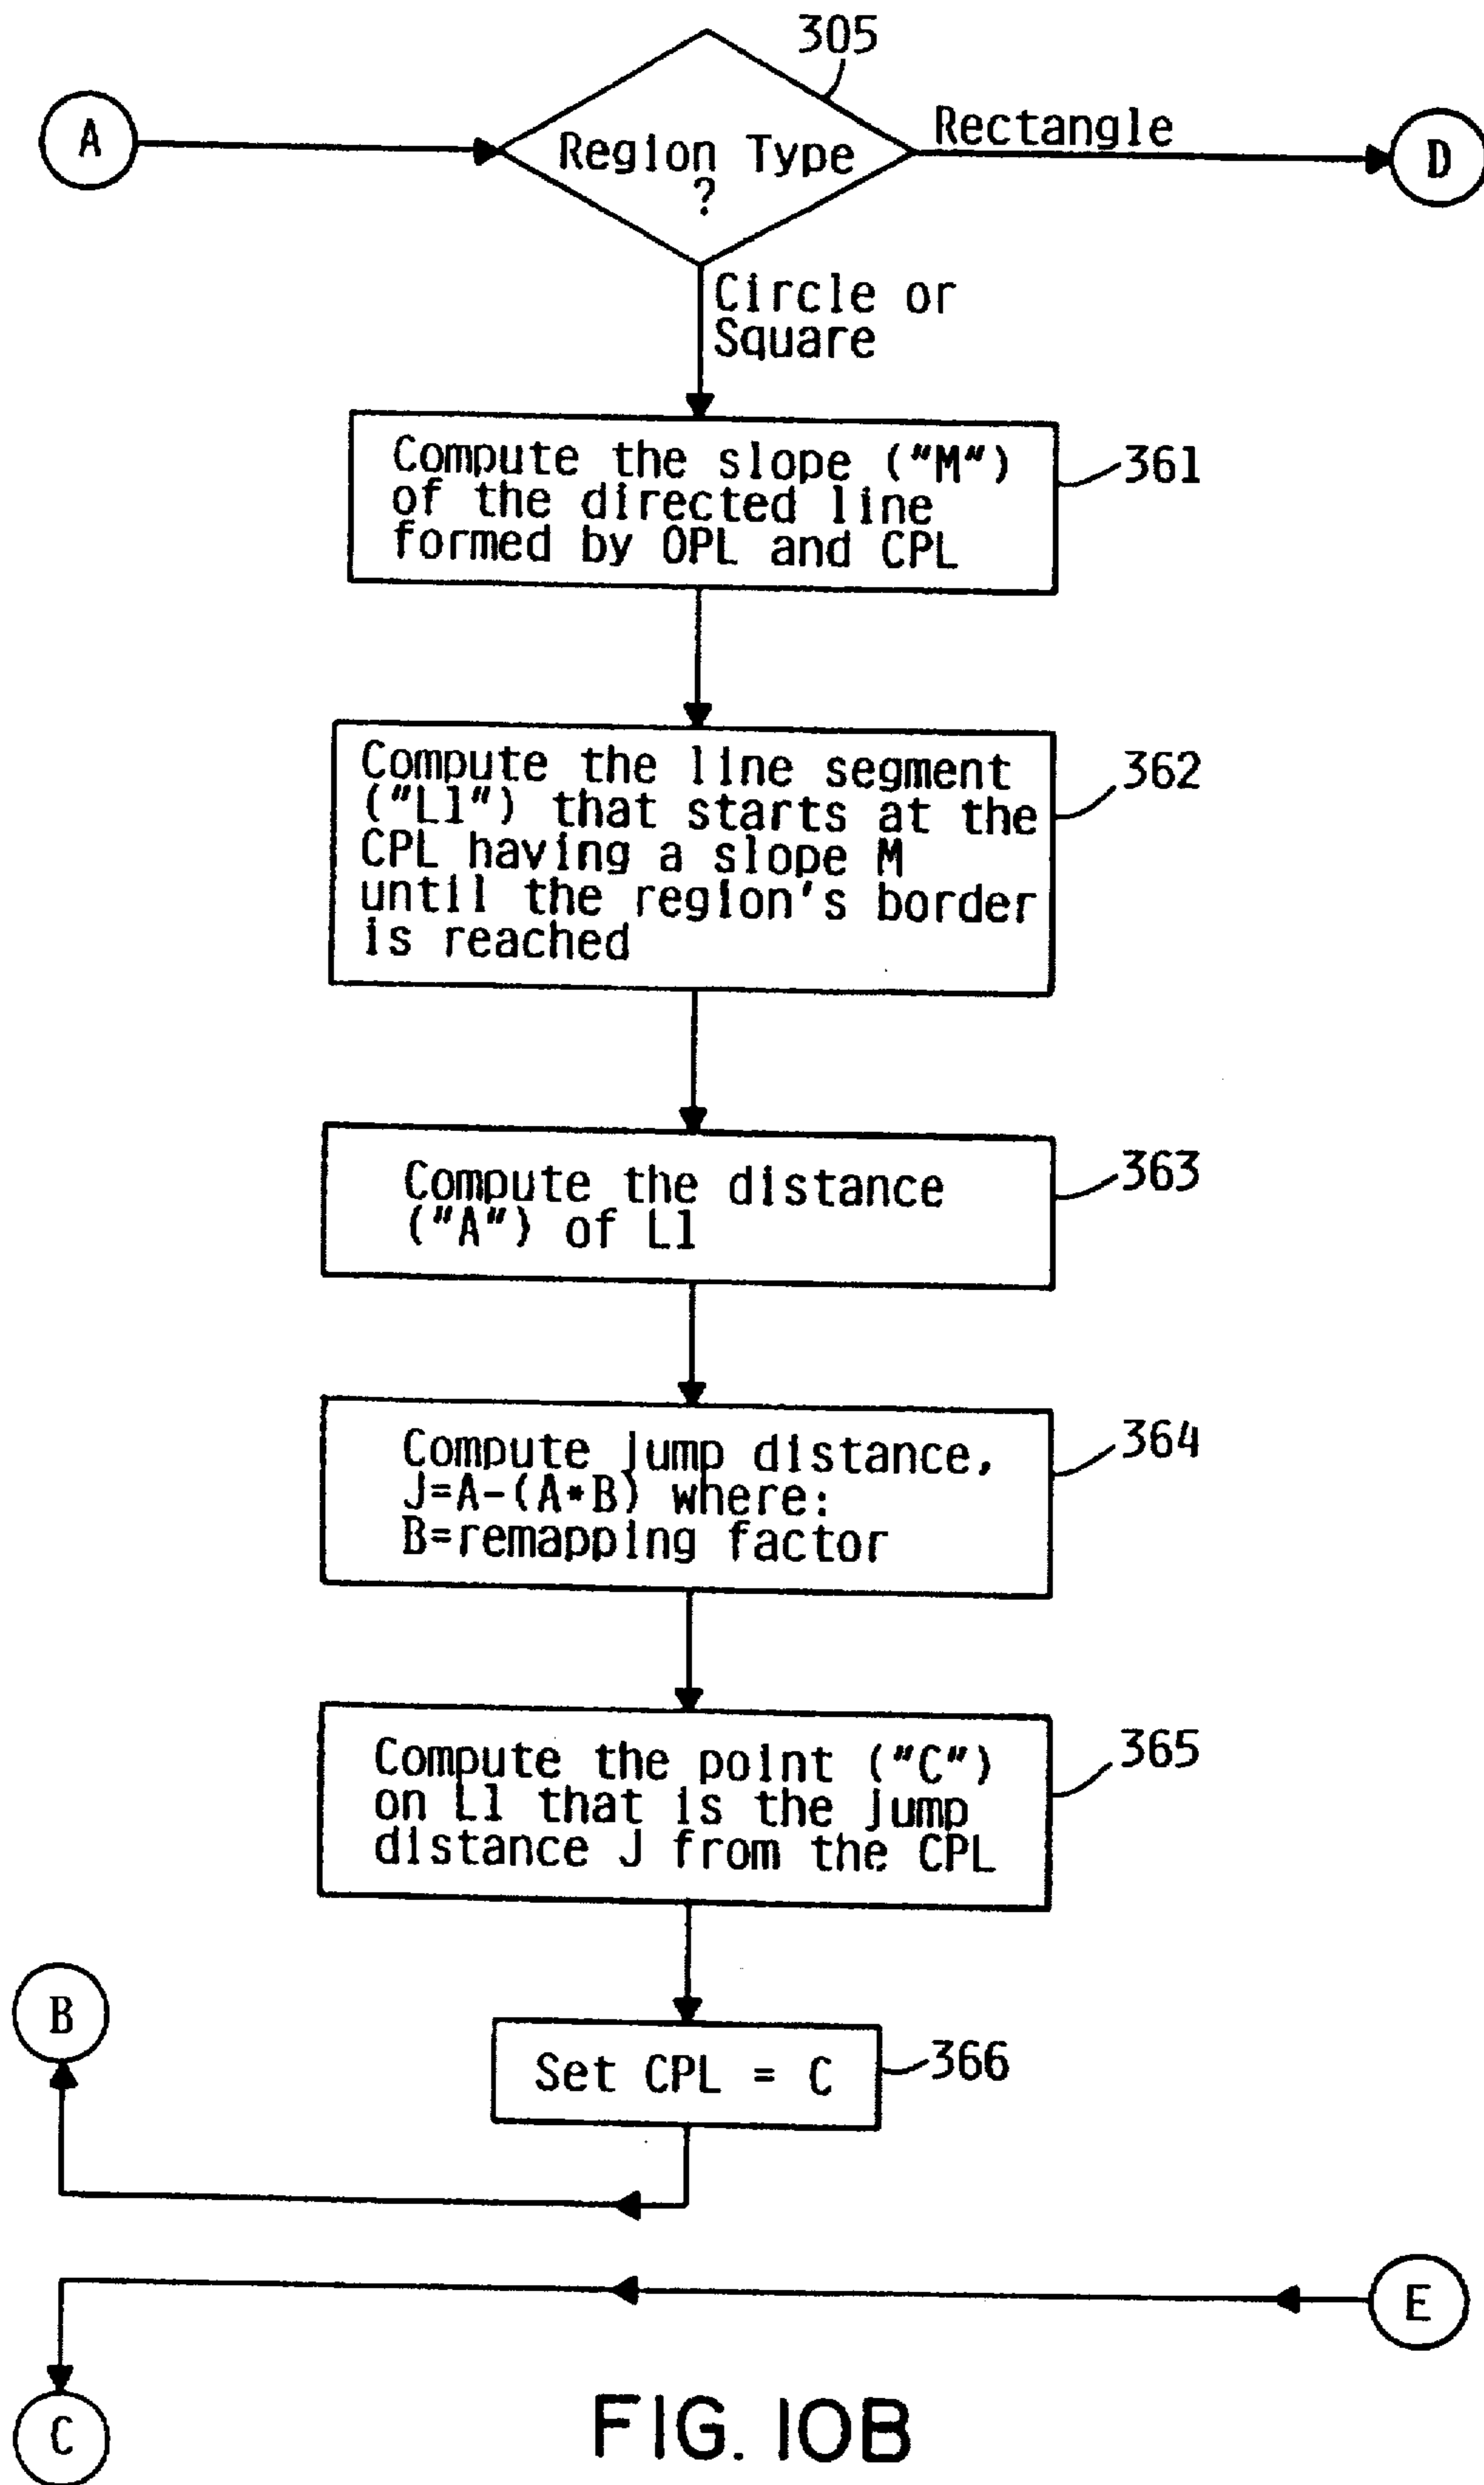 305
A
Region Type
?
Rectangle
D
Circle or
Square
Compute the slope ("M")
of the directed line
formed by OPL and CPL
361
Compute the line segment
("L1") that starts at the
CPL having a slope M
until the region's border
is reached
362
Compute the distance
("A") of L1
363
Compute jump distance,
J=A-(A*B) where:
B=remapping factor
364
Compute the point ("C")
on L1 that is the jump
distance J from the CPL
365
B
Set CPL = C
366
E
C
FIG. 10B